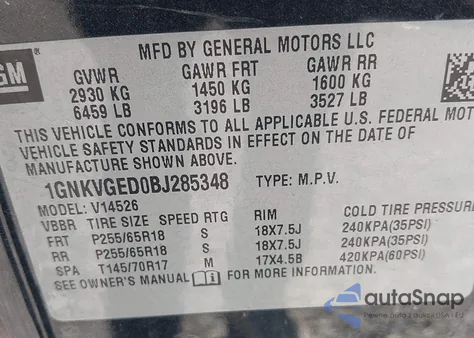 GM
MFD BY GENERAL MOTORS LLC
GVWR GAWR FRT GAWR RR
2930 KG 1450 KG 1600 KG
6459 LB 3196 LB 3527 LB
THIS VEHICLE CONFORMS TO ALL APPLICABLE U.S. FEDERAL MOT
VEHICLE SAFETY STANDARDS IN EFFECT ON THE DATE OF
MANUFACTURE SHOWN ABOVE.
1GNKVGED0BJ285348 TYPE: M.P.V.
MODEL: V14526
VBBR TIRE SIZE SPEED RTG RIM COLD TIRE PRESSURE
FRT P255/65R18 S 18X7.5J 240KPA(35PSI)
RR P255/65R18 S 18X7.5J 240KPA(35PSI)
SPA T145/70R17 M 17X4.5B 420KPA(60PSI)
SEE OWNER'S MANUAL FOR MORE INFORMATION
autoSnap